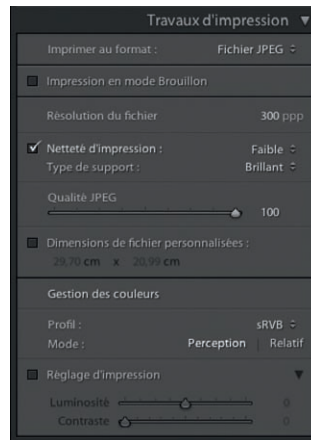 Travaux d'impression
Imprimer au format : Fichier JPEG
Impression en mode Brouillon
Résolution du fichier 300 ppp
Netteté d'impression : Faible
Type de support : Brillant
Qualité JPEG
100
Dimensions de fichier personnalisées :
29,70 cm x 20,99 cm
Gestion des couleurs
Profil : sRVB
Mode : Perception Relatif
Réglage d'impression
Luminosité 0
Contraste 0